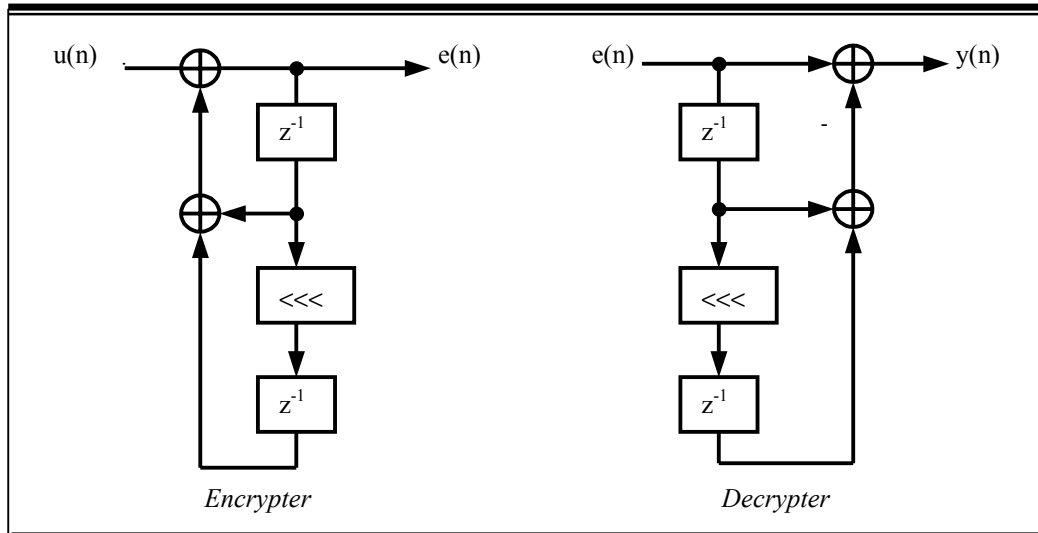 u(n) e(n) e(n) y(n)
z⁻¹ z⁻¹
-
<<< <<<
z⁻¹ z⁻¹
Encrypter Decrypter